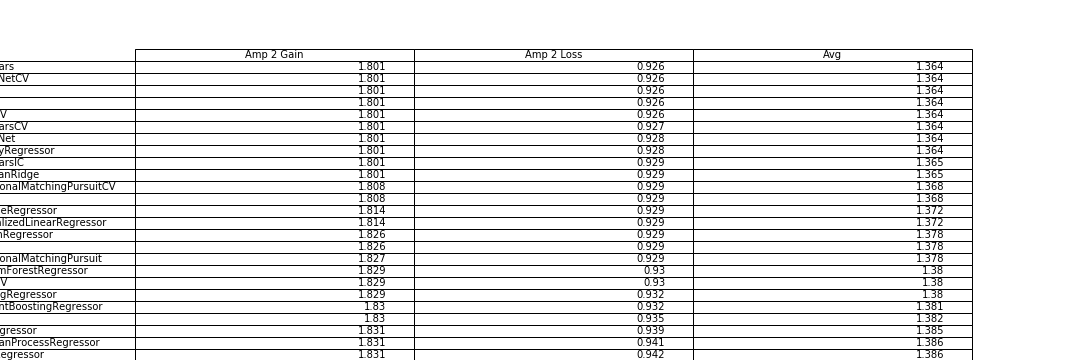 Amp 2 Gain Amp 2 Loss Avg
ars 1.801 0.926 1.364
NetCV 1.801 0.926 1.364
1.801 0.926 1.364
1.801 0.926 1.364
V 1.801 0.926 1.364
arsCV 1.801 0.927 1.364
Net 1.801 0.928 1.364
yRegressor 1.801 0.928 1.364
arsIC 1.801 0.929 1.365
anRidge 1.801 0.929 1.365
onalMatchingPursuitCV 1.808 0.929 1.368
1.808 0.929 1.368
eRegressor 1.814 0.929 1.372
alizedLinearRegressor 1.814 0.929 1.372
nRegressor 1.826 0.929 1.378
1.826 0.929 1.378
onalMatchingPursuit 1.827 0.929 1.378
mForestRegressor 1.829 0.93 1.38
V 1.829 0.93 1.38
gRegressor 1.829 0.932 1.38
ntBoostingRegressor 1.83 0.932 1.381
1.83 0.935 1.382
gressor 1.831 0.939 1.385
anProcessRegressor 1.831 0.941 1.386
egressor 1.831 0.942 1.386